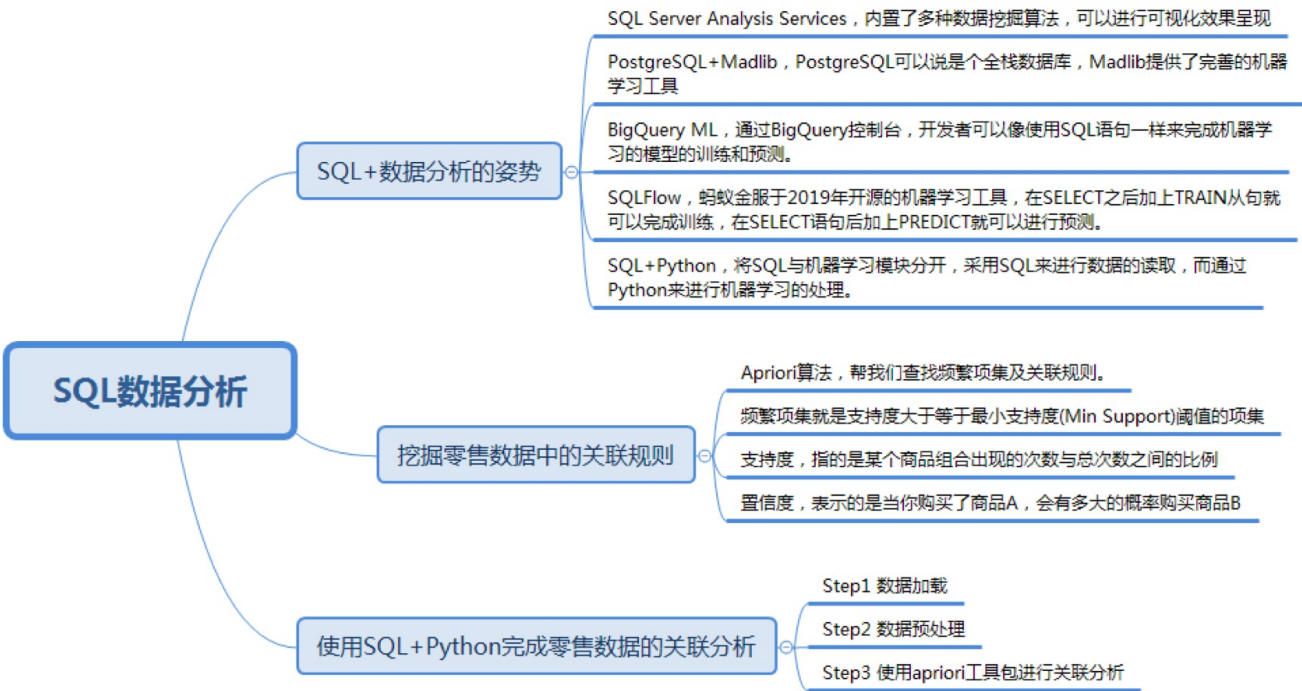 SQL数据分析
SQL+数据分析的姿势
SQL Server Analysis Services，内置了多种数据挖掘算法，可以进行可视化效果呈现
PostgreSQL+Madlib，PostgreSQL可以说是个全栈数据库，Madlib提供了完善的机器
学习工具
BigQuery ML，通过BigQuery控制台，开发者可以像使用SQL语句一样来完成机器学
习的模型的训练和预测。
SQLFlow，蚂蚁金服于2019年开源的机器学习工具，在SELECT之后加上TRAIN从句就
可以完成训练，在SELECT语句后加上PREDICT就可以进行预测。
SQL+Python，将SQL与机器学习模块分开，采用SQL来进行数据的读取，而通过
Python来进行机器学习的处理。
挖掘零售数据中的关联规则
Apriori算法，帮我们查找频繁项集及关联规则。
频繁项集就是支持度大于等于最小支持度(Min Support)阈值的项集
支持度，指的是某个商品组合出现的次数与总次数之间的比例
置信度，表示的是当你购买了商品A，会有多大的概率购买商品B
使用SQL+Python完成零售数据的关联分析
Step1 数据加载
Step2 数据预处理
Step3 使用apriori工具包进行关联分析